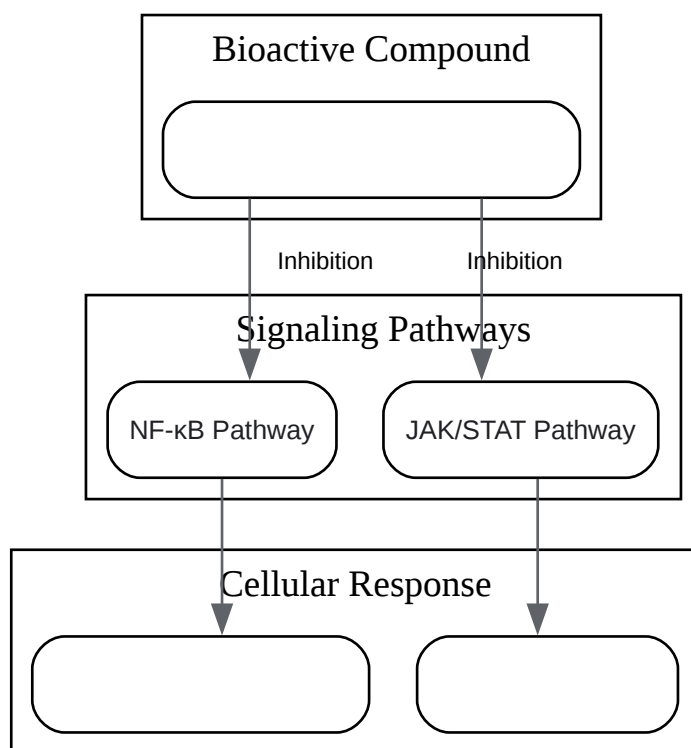 Bioactive Compound
Inhibition
Inhibition
Signaling Pathways
NF-κB Pathway
JAK/STAT Pathway
Cellular Response